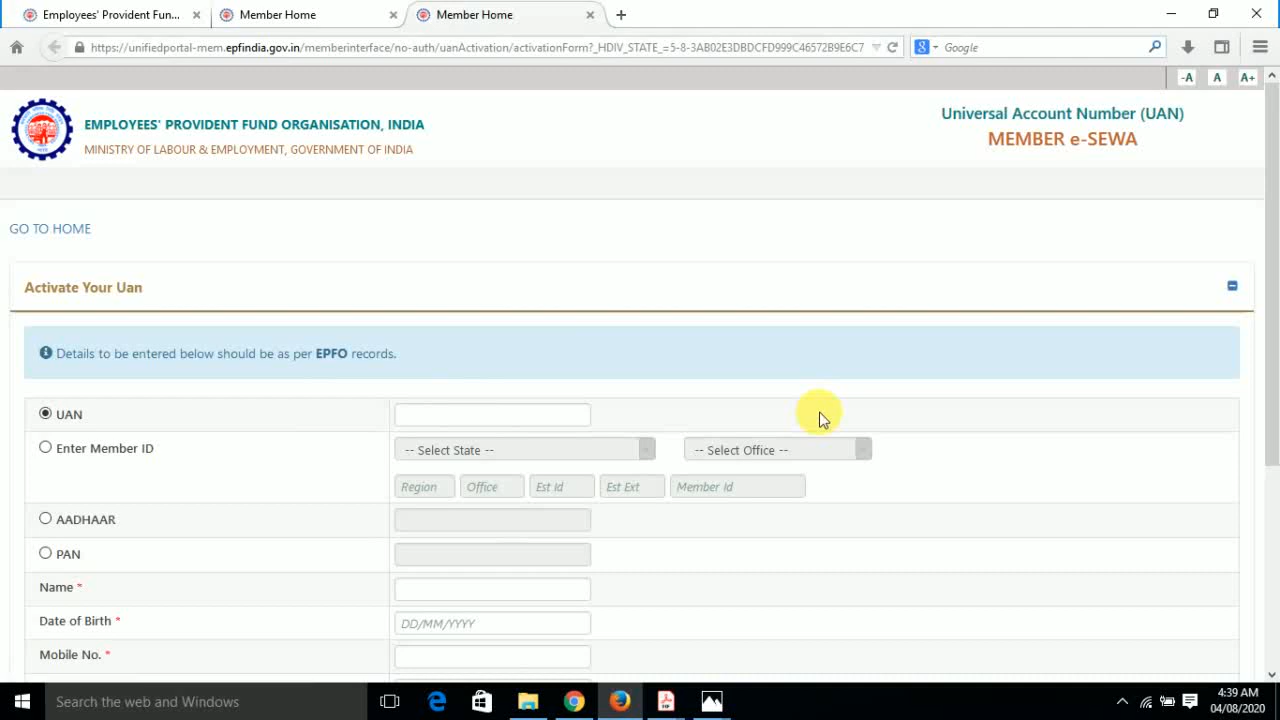 Employees' Provident Fun...
Member Home
Member Home
https://unifiedportal-mem.epfindia.gov.in/memberinterface/no-auth/uanActivation/activationForm?_HDIV_STATE_=5-8-3AB02E3DBDCFD999C46572B9E6C7
Google
-A A A+
EMPLOYEES' PROVIDENT FUND ORGANISATION, INDIA
MINISTRY OF LABOUR & EMPLOYMENT, GOVERNMENT OF INDIA
Universal Account Number (UAN)
MEMBER e-SEWA
GO TO HOME
Activate Your Uan
Details to be entered below should be as per EPFO records.
UAN
Enter Member ID
-- Select State --
-- Select Office --
Region
Office
Est Id
Est Ext
Member Id
AADHAAR
PAN
Name *
Date of Birth *
DD/MM/YYYY
Mobile No. *
Search the web and Windows
4:39 AM
04/08/2020